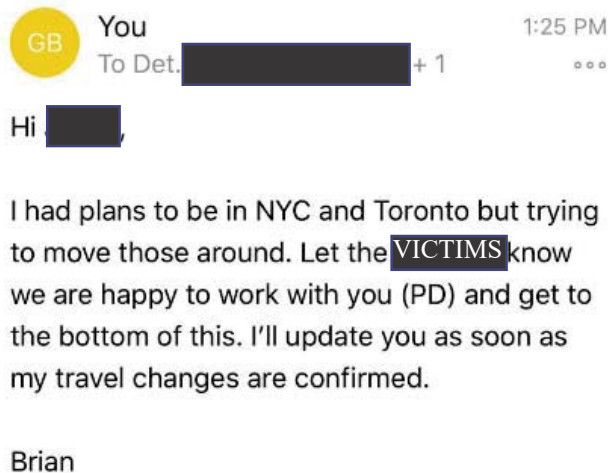 GB
You
1:25 PM
To Det.
+ 1
Hi
,
I had plans to be in NYC and Toronto but trying
to move those around. Let the VICTIMS know
we are happy to work with you (PD) and get to
the bottom of this. I’ll update you as soon as
my travel changes are confirmed.
Brian